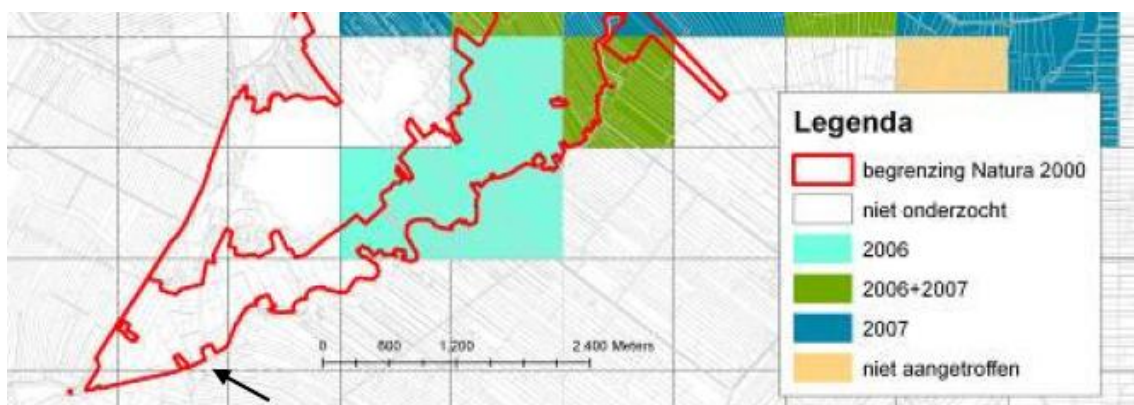 Legenda
begrenzing Natura 2000
niet onderzocht
2006
2006+2007
2007
niet aangetroffen
0 600 1,200 2,400 Meters